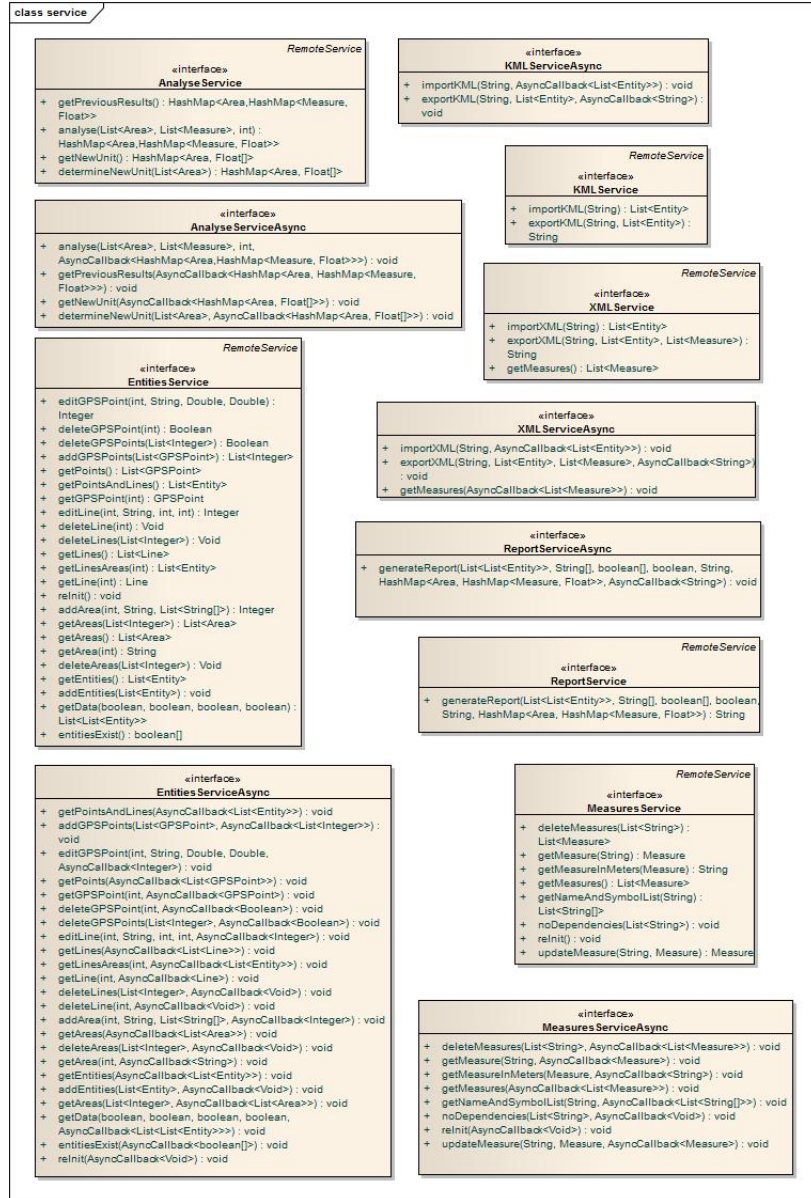 class service
RemoteService
«interface»
AnalyseService
+ getPreviousResults() : HashMap<Area,HashMap<Measure,
Float>>
+ analyse(List<Area>, List<Measure>, int) :
HashMap<Area,HashMap<Measure, Float>>
+ getNewUnit() : HashMap<Area, Float[]>
+ determineNewUnit(List<Area>) : HashMap<Area, Float[]>
«interface»
KMLServiceAsync
+ importKML(String, AsyncCallback<List<Entity>>) : void
+ exportKML(String, List<Entity>, AsyncCallback<String>) :
void
RemoteService
«interface»
KMLService
+ importKML(String) : List<Entity>
+ exportKML(String, List<Entity>) :
String
«interface»
AnalyseServiceAsync
+ analyse(List<Area>, List<Measure>, int,
AsyncCallback<HashMap<Area,HashMap<Measure, Float>>>) : void
+ getPreviousResults(AsyncCallback<HashMap<Area, HashMap<Measure,
Float>>>) : void
+ getNewUnit(AsyncCallback<HashMap<Area, Float[]>>) : void
+ determineNewUnit(List<Area>, AsyncCallback<HashMap<Area, Float[]>>) : void
RemoteService
«interface»
XMLService
+ importXML(String) : List<Entity>
+ exportXML(String, List<Entity>, List<Measure>) :
String
+ getMeasures() : List<Measure>
RemoteService
«interface»
EntitiesService
+ editGPSPoint(int, String, Double, Double) :
Integer
+ deleteGPSPoint(int) : Boolean
+ deleteGPSPoints(List<Integer>) : Boolean
+ addGPSPoints(List<GPSPoint>) : List<Integer>
+ getPoints() : List<GPSPoint>
+ getPointsAndLines() : List<Entity>
+ getGPSPoint(int) : GPSPoint
+ editLine(int, String, int, int) : Integer
+ deleteLine(int) : Void
+ deleteLines(List<Integer>) : Void
+ getLines() : List<Line>
+ getLinesAreas(int) : List<Entity>
+ getLine(int) : Line
+ reInit() : void
+ addArea(int, String, List<String[]>) : Integer
+ getAreas(List<Integer>) : List<Area>
+ getAreas() : List<Area>
+ getArea(int) : String
+ deleteAreas(List<Integer>) : Void
+ getEntities() : List<Entity>
+ addEntities(List<Entity>) : void
+ getData(boolean, boolean, boolean, boolean) :
List<List<Entity>>
+ entitiesExist() : boolean[]
«interface»
XMLServiceAsync
+ importXML(String, AsyncCallback<List<Entity>>) : void
+ exportXML(String, List<Entity>, List<Measure>, AsyncCallback<String>)
: void
+ getMeasures(AsyncCallback<List<Measure>>) : void
«interface»
ReportServiceAsync
+ generateReport(List<List<Entity>>, String[], boolean[], boolean, String,
HashMap<Area, HashMap<Measure, Float>>, AsyncCallback<String>) : void
RemoteService
«interface»
ReportService
+ generateReport(List<List<Entity>>, String[], boolean[], boolean,
String, HashMap<Area, HashMap<Measure, Float>>) : String
«interface»
EntitiesServiceAsync
+ getPointsAndLines(AsyncCallback<List<Entity>>) : void
+ addGPSPoints(List<GPSPoint>, AsyncCallback<List<Integer>>) :
void
+ editGPSPoint(int, String, Double, Double,
AsyncCallback<Integer>) : void
+ getPoints(AsyncCallback<List<GPSPoint>>) : void
+ getGPSPoint(int, AsyncCallback<GPSPoint>) : void
+ deleteGPSPoint(int, AsyncCallback<Boolean>) : void
+ deleteGPSPoints(List<Integer>, AsyncCallback<Boolean>) : void
+ editLine(int, String, int, int, AsyncCallback<Integer>) : void
+ getLines(AsyncCallback<List<Line>>) : void
+ getLinesAreas(int, AsyncCallback<List<Entity>>) : void
+ getLine(int, AsyncCallback<Line>) : void
+ deleteLines(List<Integer>, AsyncCallback<Void>) : void
+ deleteLine(int, AsyncCallback<Void>) : void
+ addArea(int, String, List<String[]>, AsyncCallback<Integer>) : void
+ getAreas(AsyncCallback<List<Area>>) : void
+ deleteAreas(List<Integer>, AsyncCallback<Void>) : void
+ getArea(int, AsyncCallback<String>) : void
+ getEntities(AsyncCallback<List<Entity>>) : void
+ addEntities(List<Entity>, AsyncCallback<Void>) : void
+ getAreas(List<Integer>, AsyncCallback<List<Area>>) : void
+ getData(boolean, boolean, boolean, boolean,
AsyncCallback<List<List<Entity>>>) : void
+ entitiesExist(AsyncCallback<boolean[]>) : void
+ reInit(AsyncCallback<Void>) : void
RemoteService
«interface»
MeasuresService
+ deleteMeasures(List<String>) :
List<Measure>
+ getMeasure(String) : Measure
+ getMeasureInMeters(Measure) : String
+ getMeasures() : List<Measure>
+ getNameAndSymbolList(String) :
List<String[]>
+ noDependencies(List<String>) : void
+ reInit() : void
+ updateMeasure(String, Measure) : Measure
«interface»
MeasuresServiceAsync
+ deleteMeasures(List<String>, AsyncCallback<List<Measure>>) : void
+ getMeasure(String, AsyncCallback<Measure>) : void
+ getMeasureInMeters(Measure, AsyncCallback<String>) : void
+ getMeasures(AsyncCallback<List<Measure>>) : void
+ getNameAndSymbolList(String, AsyncCallback<List<String[]>>) : void
+ noDependencies(List<String>, AsyncCallback<Void>) : void
+ reInit(AsyncCallback<Void>) : void
+ updateMeasure(String, Measure, AsyncCallback<Measure>) : void